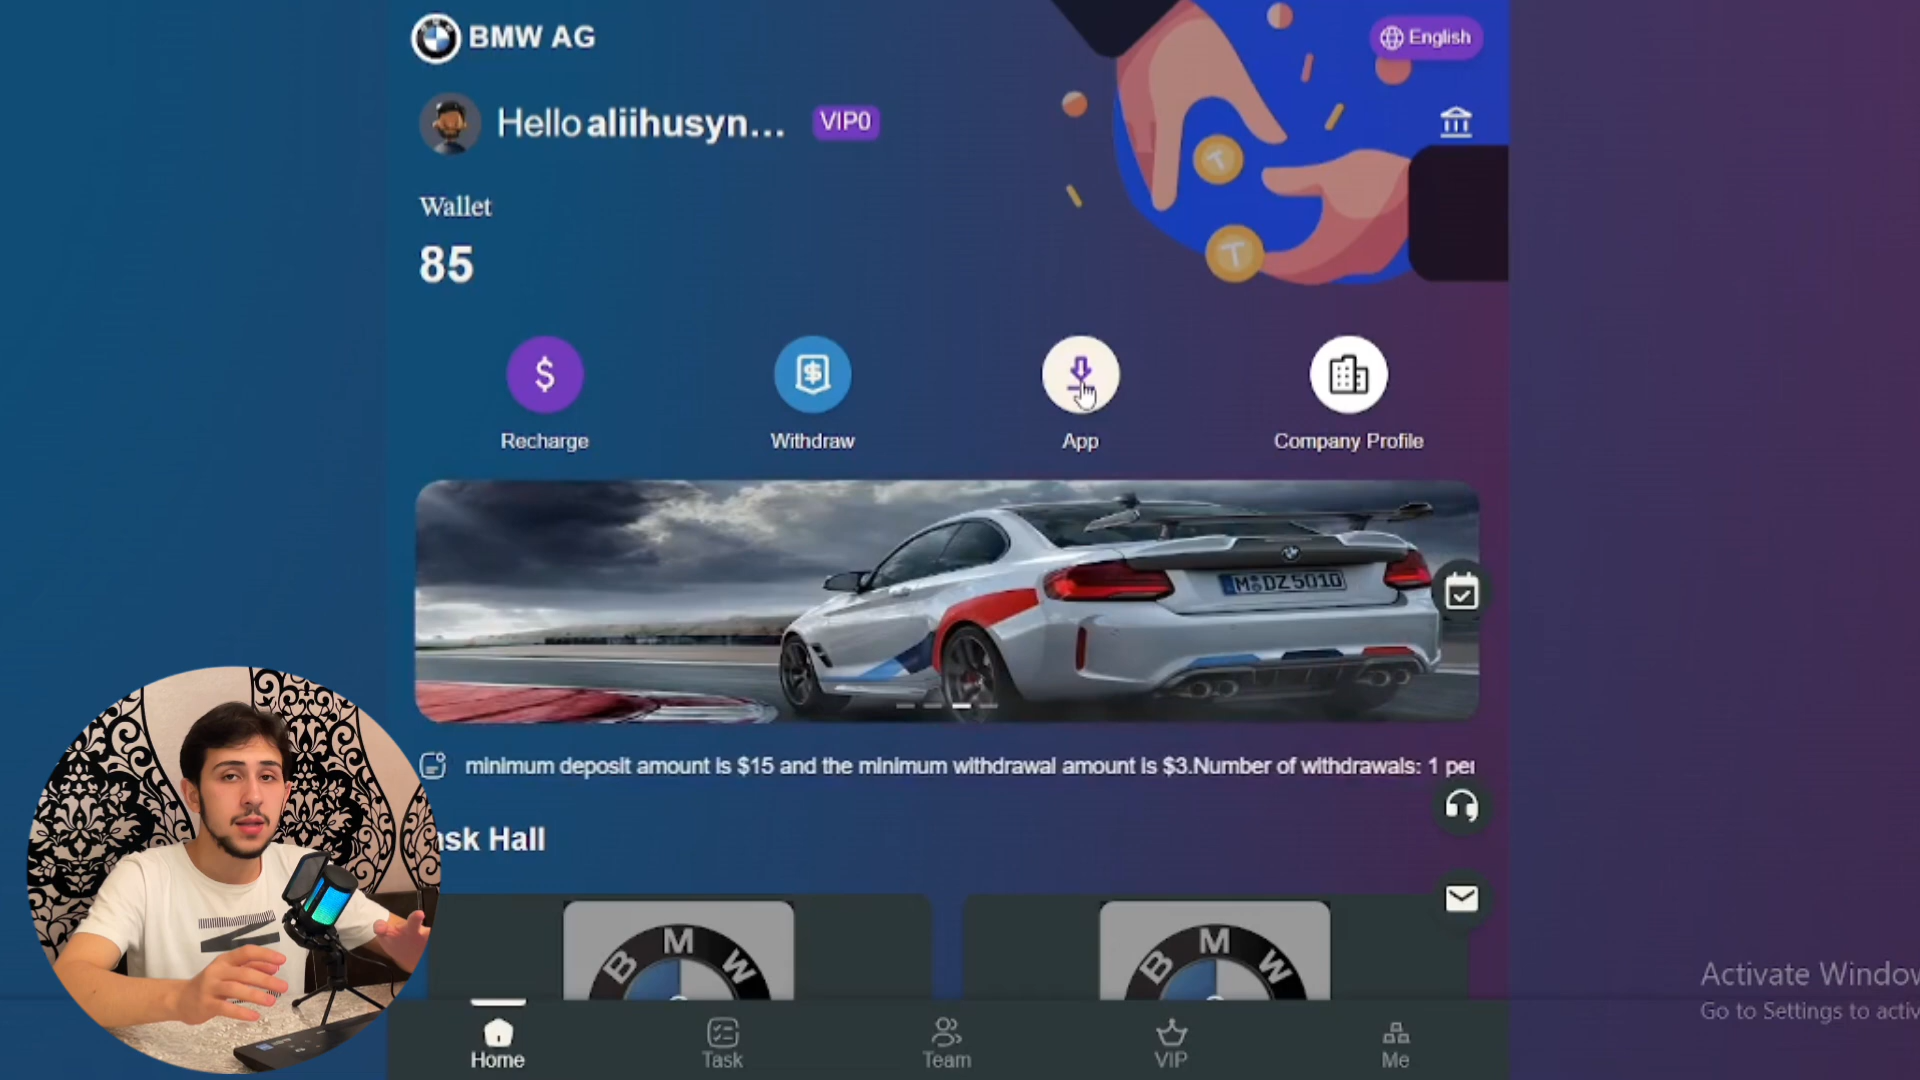 BMW AG
English
Hello aliihusyn...
VIP0
Wallet
85
Recharge
Withdraw
App
Company Profile
M DZ 5010
minimum deposit amount is $15 and the minimum withdrawal amount is $3.Number of withdrawals: 1 per
sk Hall
BMW
BMW
Home
Task
Team
VIP
Me
Activate Window
Go to Settings to activ